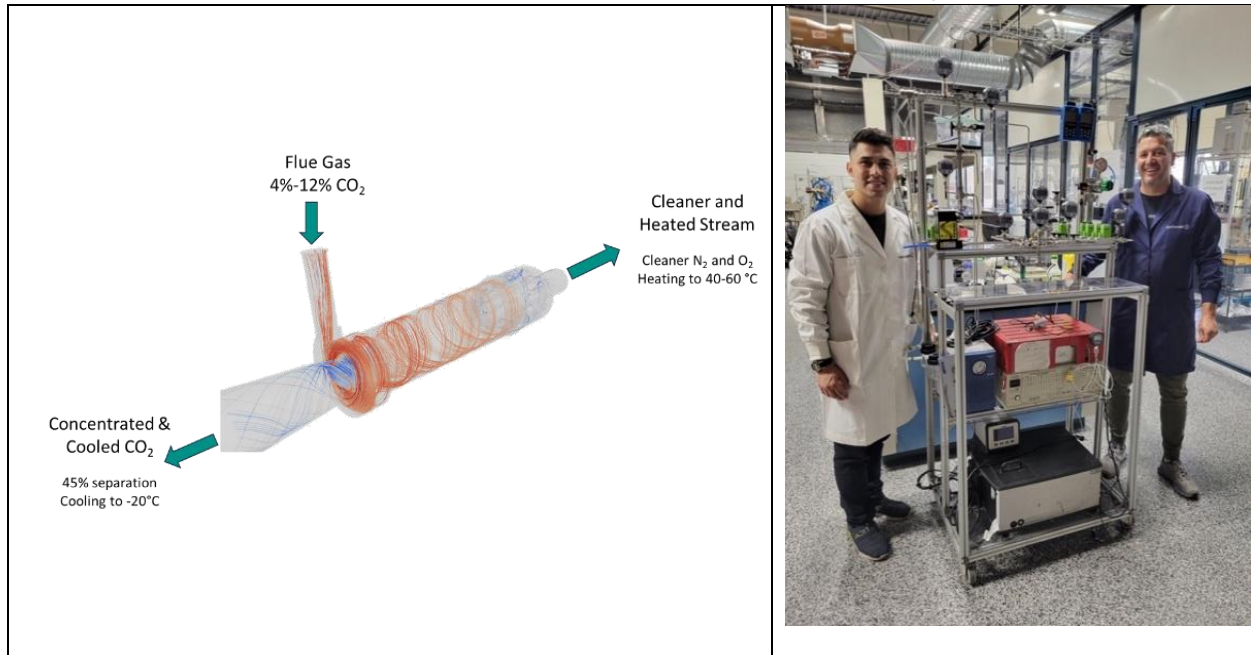 Flue Gas
4%-12% CO₂
Cleaner and
Heated Stream
Cleaner N₂ and O₂
Heating to 40-60 °C
Concentrated &
Cooled CO₂
45% separation
Cooling to -20°C